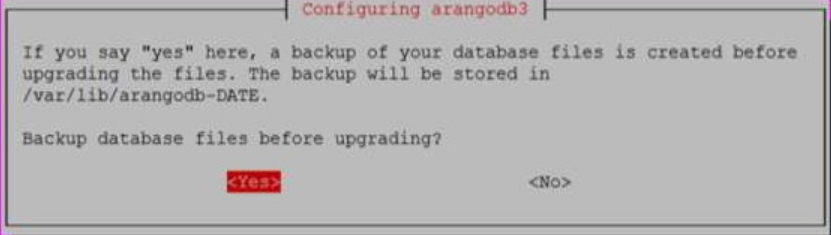 Configuring arangodb3
If you say "yes" here, a backup of your database files is created before
upgrading the files. The backup will be stored in
/var/lib/arangodb-DATE.
Backup database files before upgrading?
<Yes> <No>